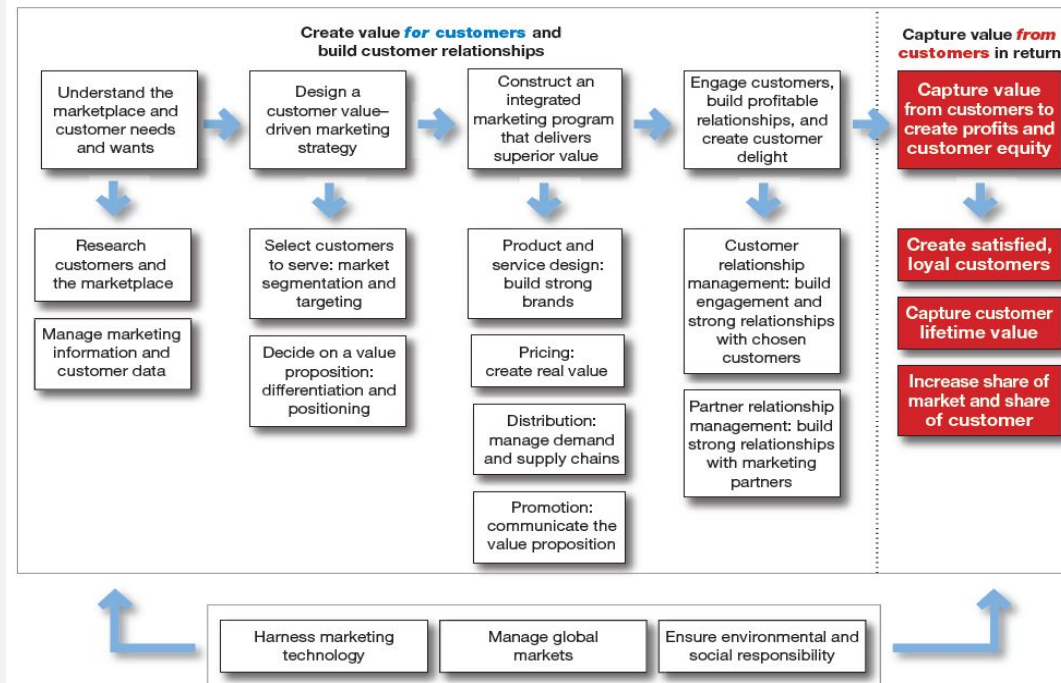 Create value for customers and
build customer relationships
Capture value from
customers in return
Understand the
marketplace and
customer needs
and wants
Design a
customer value–
driven marketing
strategy
Construct an
integrated
marketing program
that delivers
superior value
Engage customers,
build profitable
relationships, and
create customer
delight
Capture value
from customers to
create profits and
customer equity
Research
customers and
the marketplace
Manage marketing
information and
customer data
Select customers
to serve: market
segmentation and
targeting
Decide on a value
proposition:
differentiation and
positioning
Product and
service design:
build strong
brands
Pricing:
create real value
Distribution:
manage demand
and supply chains
Promotion:
communicate the
value proposition
Customer
relationship
management: build
engagement and
strong relationships
with chosen
customers
Partner relationship
management: build
strong relationships
with marketing
partners
Create satisfied,
loyal customers
Capture customer
lifetime value
Increase share of
market and share
of customer
Harness marketing
technology
Manage global
markets
Ensure environmental and
social responsibility